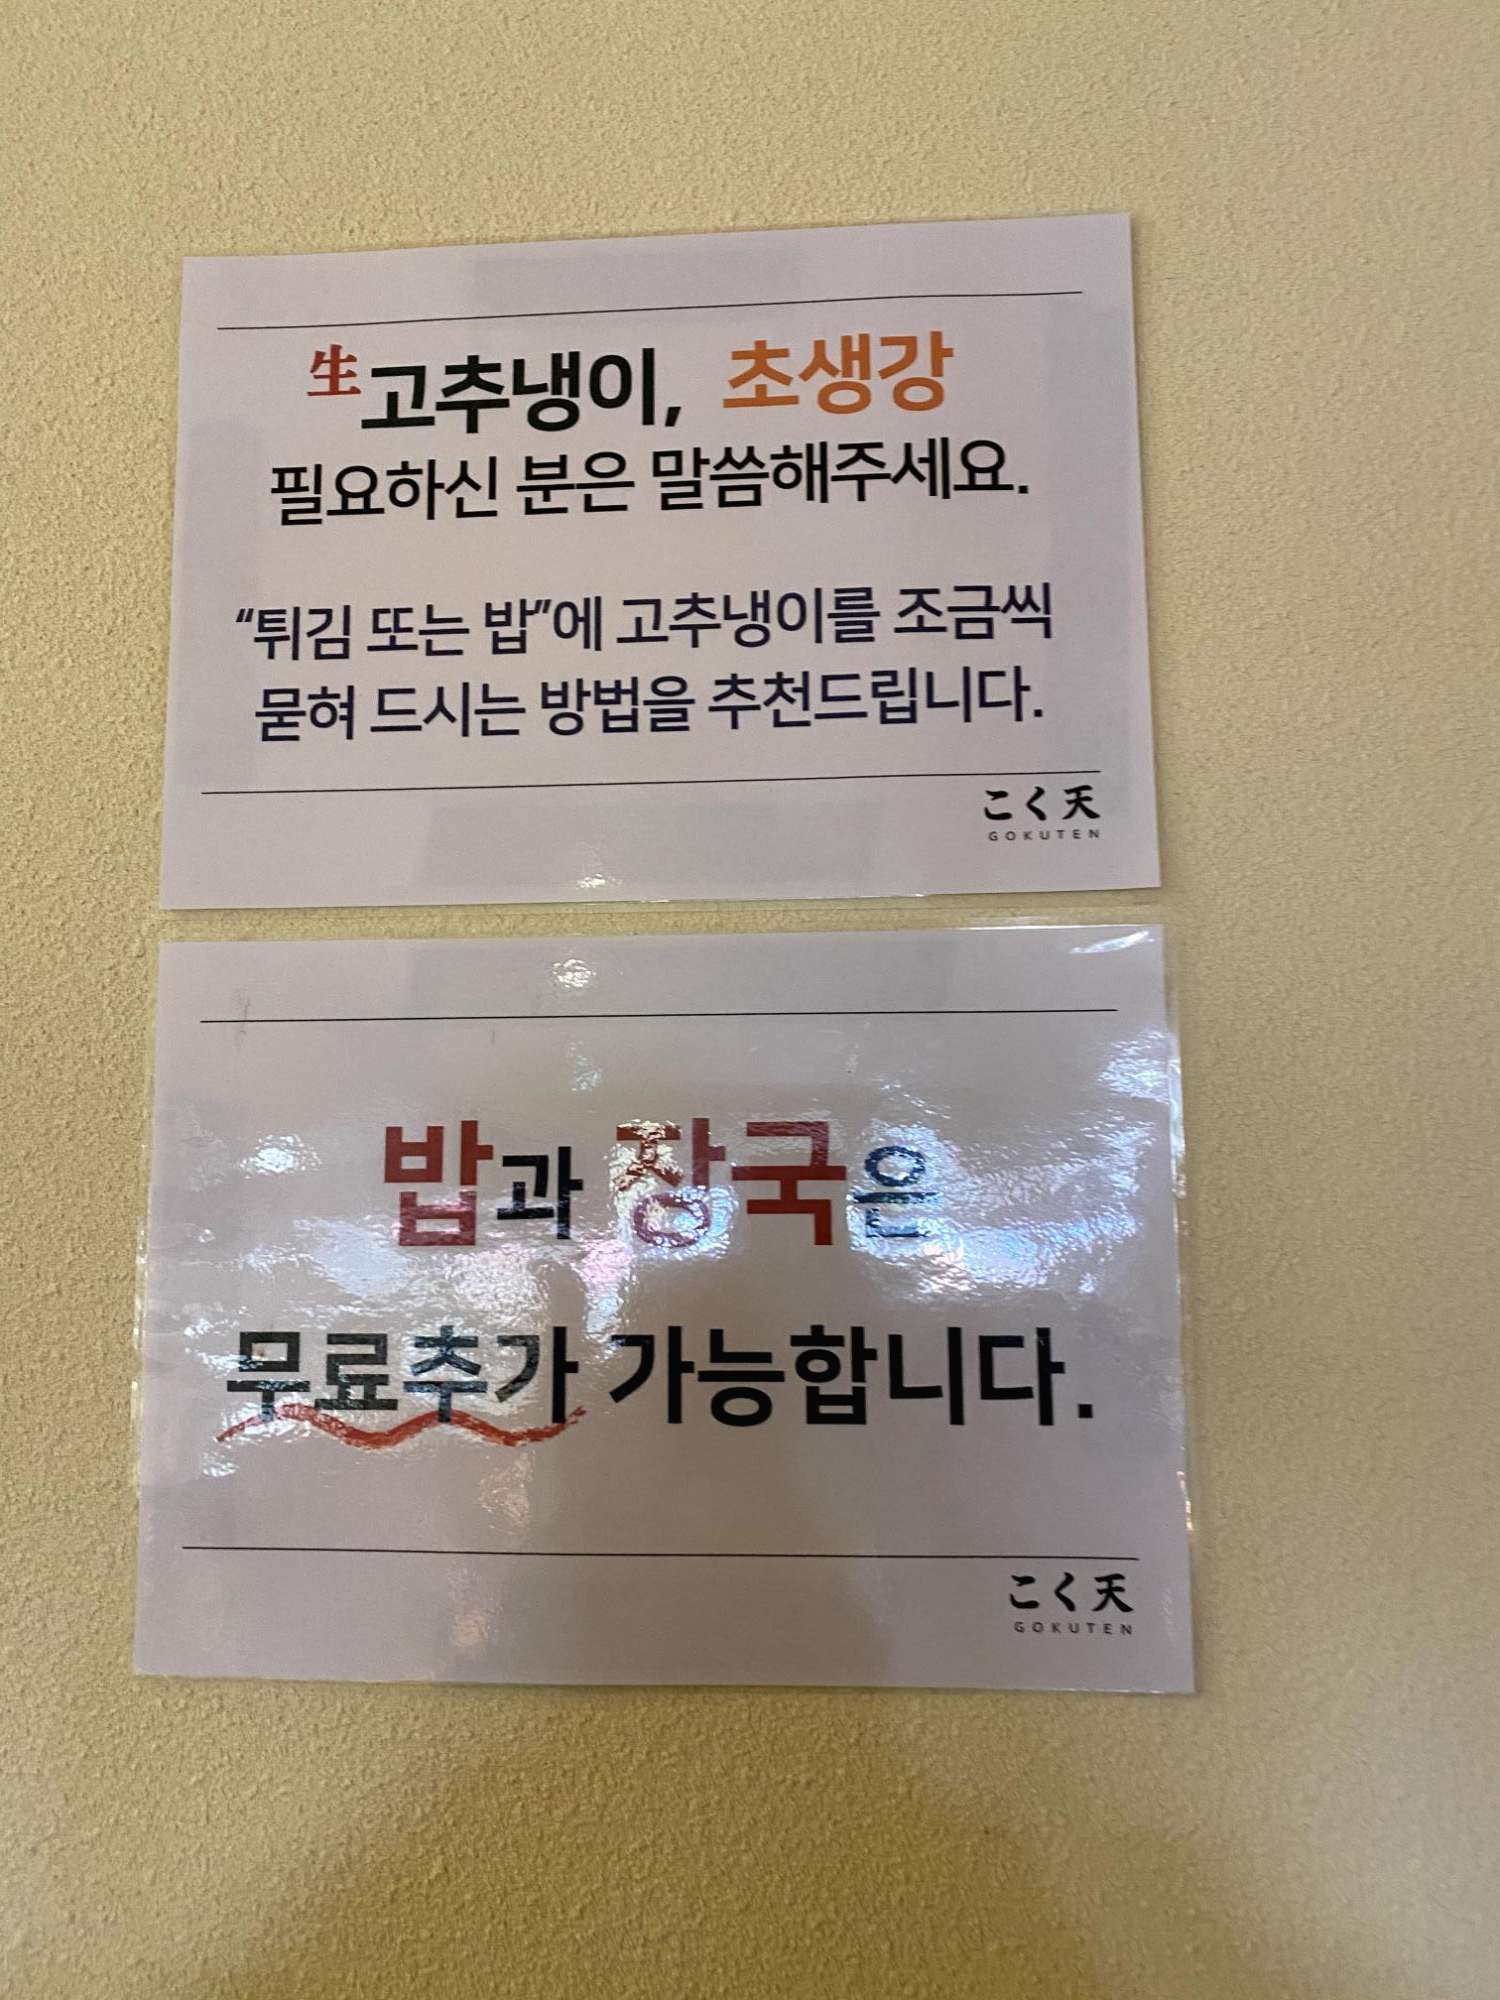 生고추냉이, 초생강
필요하신 분은 말씀해주세요.
“튀김 또는 밥”에 고추냉이를 조금씩
묻혀 드시는 방법을 추천드립니다.
こく天
GOKUTEN
밥과 장국은
무료추가 가능합니다.
こく天
GOKUTEN